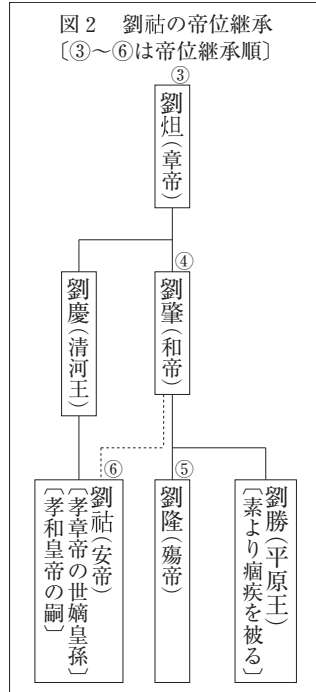 図2　劉祜の帝位継承
〔③~⑥は帝位継承順〕
③
劉炟（章帝）
④
劉肇（和帝）
劉慶（清河王）
⑤
劉隆（殤帝）
劉勝（平原王）
〔素より痼疾を被る〕
⑥
劉祜（安帝）
〔孝章帝の世嫡皇孫〕
〔孝和皇帝の嗣〕